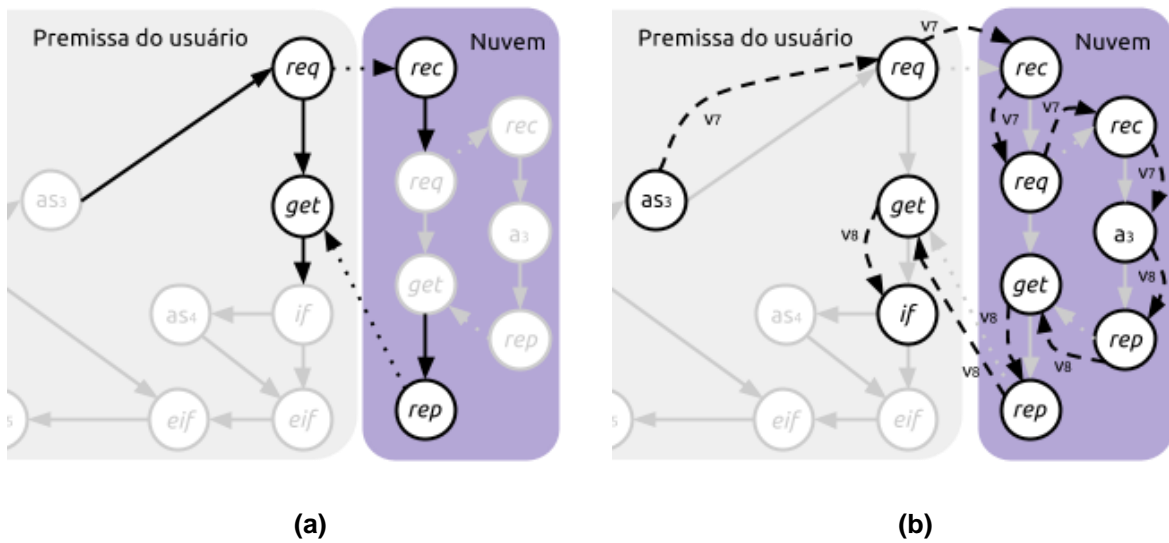 Premissa do usuário
Nuvem
req
rec
rec
as3
req
get
a3
get
as4
if
rep
rep
eif
eif
(a)
Premissa do usuário
Nuvem
v7
req
rec
v7
v7
rec
v7
as3
req
v7
get
v8
a3
v8
get
as4
if
v8
rep
v8
v8
rep
eif
eif
(b)